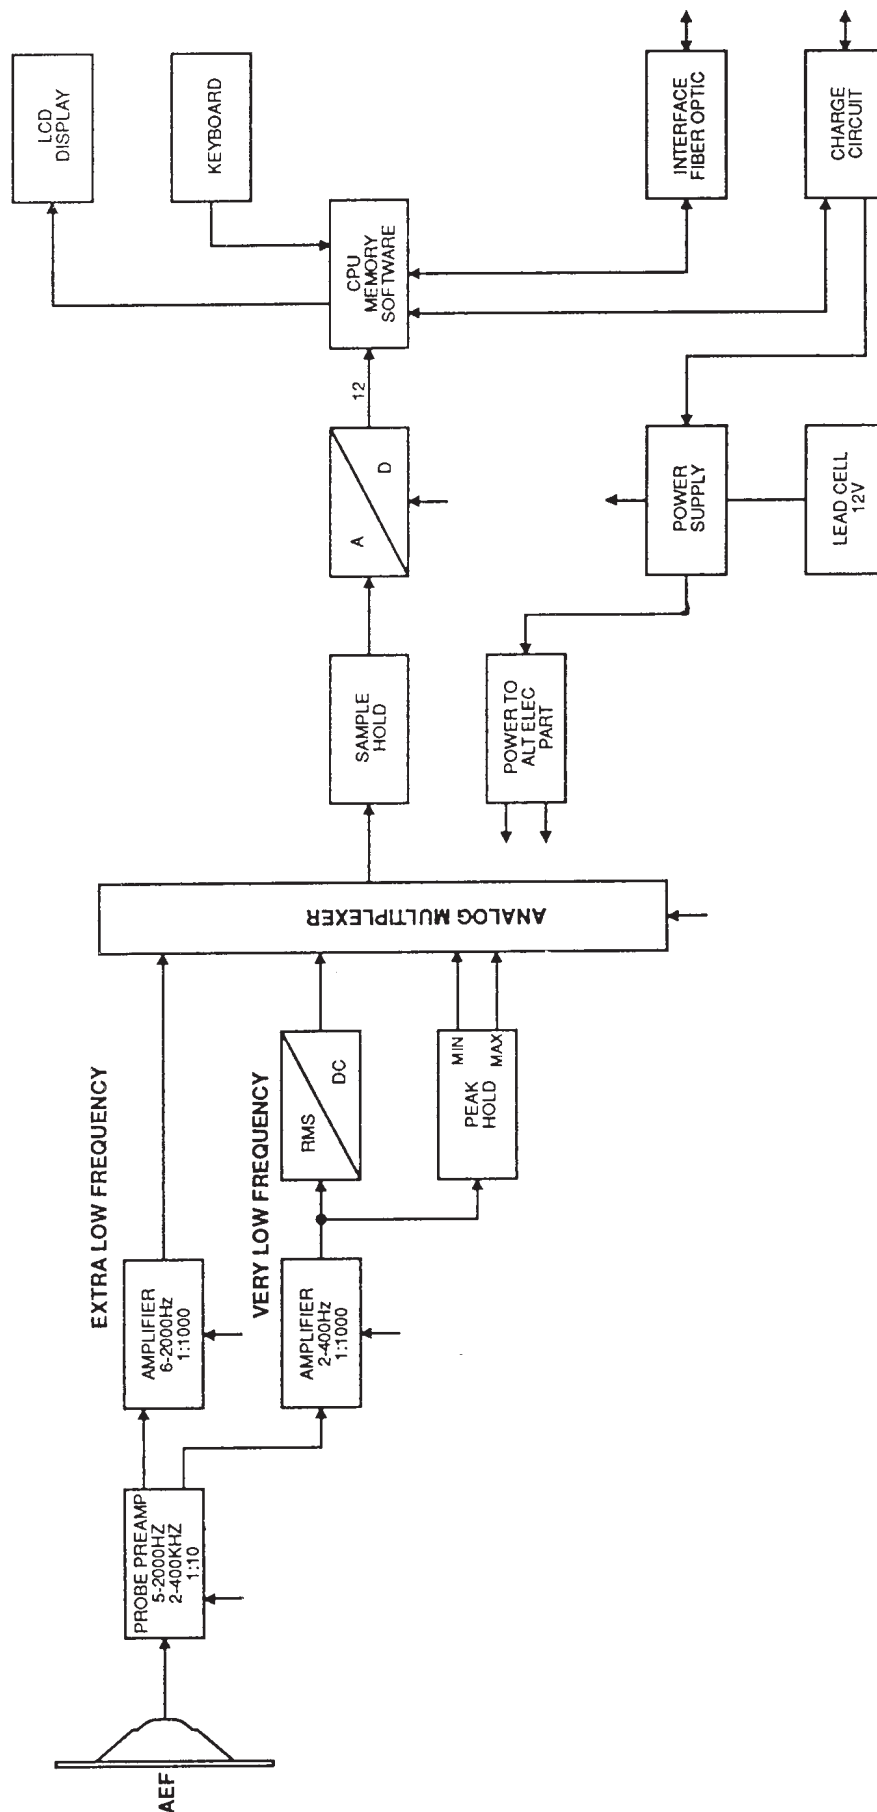 AEF
PROBE PREAMP
5-2000HZ
2-400KHZ
1:10
EXTRA LOW FREQUENCY
AMPLIFIER
6-2000Hz
1:1000
VERY LOW FREQUENCY
AMPLIFIER
2-400Hz
1:1000
RMS
DC
PEAK
HOLD
MIN
MAX
ANALOG MULTIPLEXER
SAMPLE
HOLD
A
D
12
CPU
MEMORY
SOFTWARE
LCD
DISPLAY
KEYBOARD
POWER TO
ALT ELEC
PART
POWER
SUPPLY
LEAD CELL
12V
INTERFACE
FIBER OPTIC
CHARGE
CIRCUIT